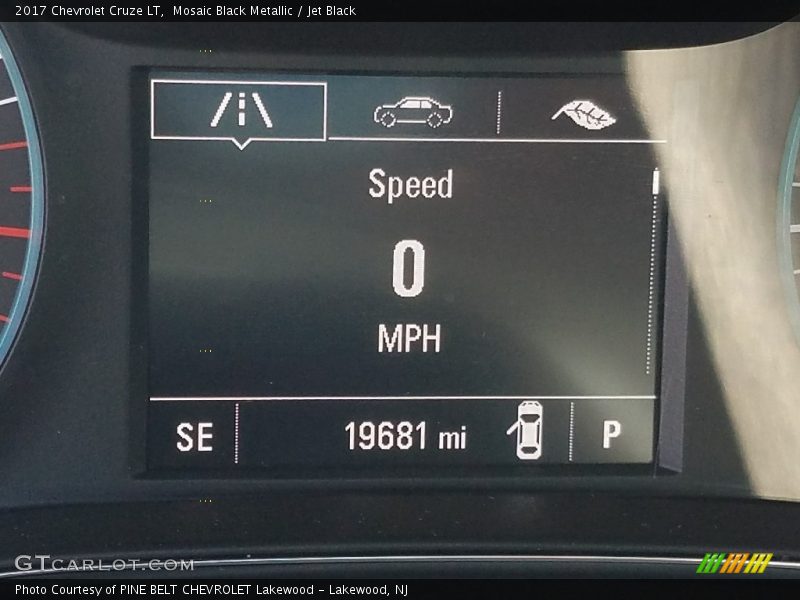 2017 Chevrolet Cruze LT,  Mosaic Black Metallic / Jet Black
Speed
0
MPH
SE 19681 mi P
GTCARLOT.COM
Photo Courtesy of PINE BELT CHEVROLET Lakewood - Lakewood, NJ